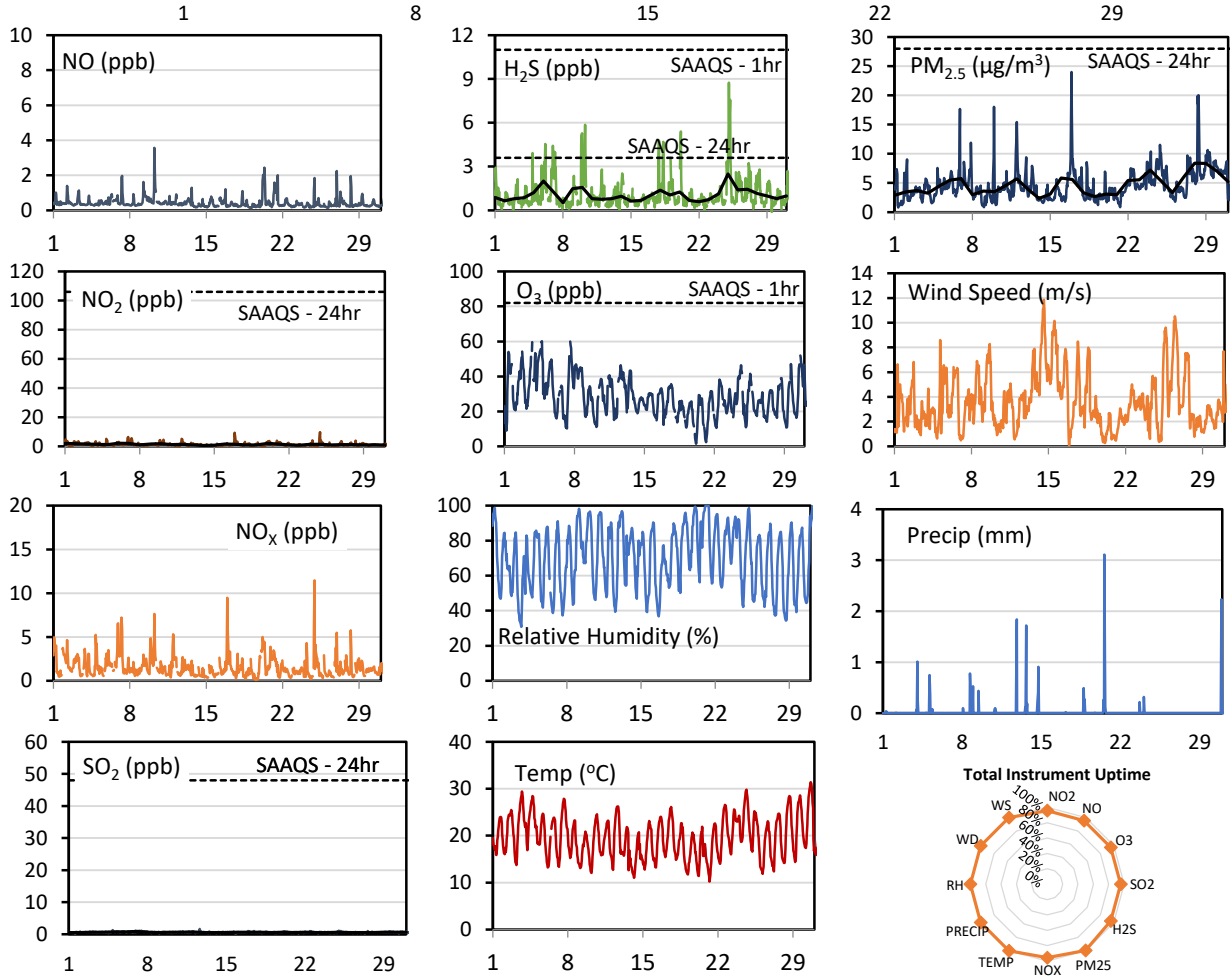 1 8 15 22 29
NO (ppb)
10
8
6
4
2
0
1 8 15 22 29
H₂S (ppb)
SAAQS - 1hr
SAAQS - 24hr
12
9
6
3
0
1 8 15 22 29
PM₂.₅ (µg/m³)
SAAQS - 24hr
30
25
20
15
10
5
0
1 8 15 22 29
NO₂ (ppb)
SAAQS - 24hr
120
100
80
60
40
20
0
1 8 15 22 29
O₃ (ppb)
SAAQS - 1hr
100
80
60
40
20
0
1 8 15 22 29
Wind Speed (m/s)
14
12
10
8
6
4
2
0
1 8 15 22 29
NOₓ (ppb)
20
15
10
5
0
1 8 15 22 29
100
80
60
40
20
0
Relative Humidity (%)
1 8 15 22 29
Precip (mm)
4
3
2
1
0
1 8 15 22 29
SO₂ (ppb)
SAAQS - 24hr
60
50
40
30
20
10
0
1 8 15 22 29
Temp (°C)
40
30
20
10
0
1 8 15 22 29
Total Instrument Uptime
NO2
NO
O3
SO2
H2S
PM25
NOX
TEMP
PRECIP
RH
WD
WS
100%
80%
60%
40%
20%
0%